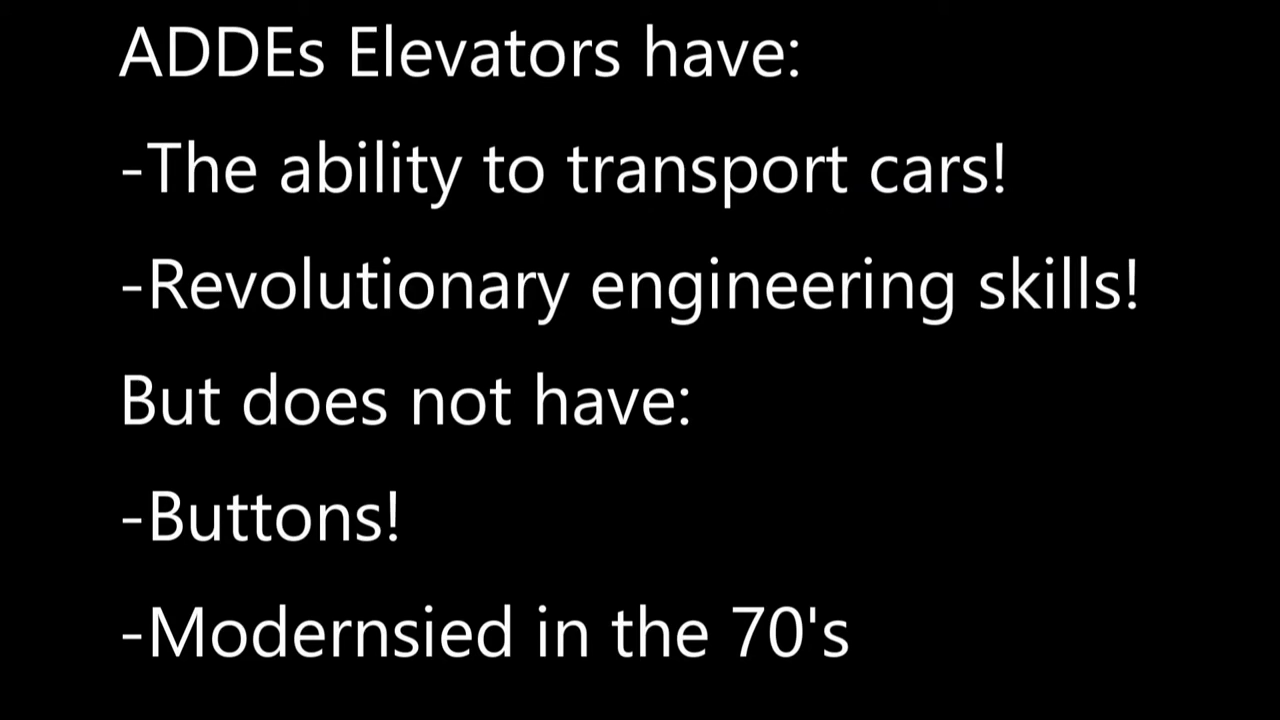 ADDEs Elevators have:
-The ability to transport cars!
-Revolutionary engineering skills!
But does not have:
-Buttons!
-Modernsied in the 70's